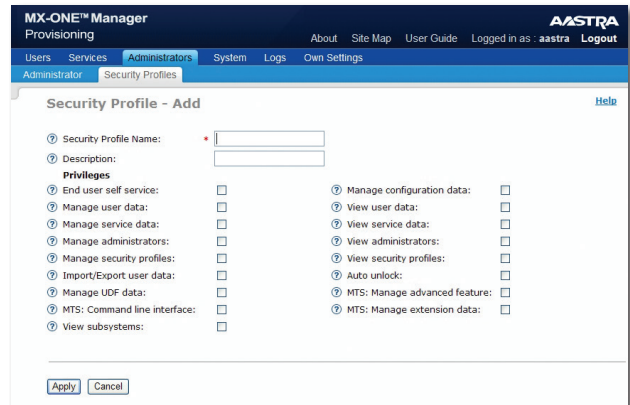 MX-ONE™ Manager
Provisioning
AASTRA
About Site Map User Guide Logged in as : aastra Logout
Users Services Administrators System Logs Own Settings
Administrator Security Profiles
Security Profile - Add
Help
? Security Profile Name: *
? Description:
Privileges
? End user self service: ? Manage configuration data:
? Manage user data: ? View user data:
? Manage service data: ? View service data:
? Manage administrators: ? View administrators:
? Manage security profiles: ? View security profiles:
? Import/Export user data: ? Auto unlock:
? Manage UDF data: ? MTS: Manage advanced feature:
? MTS: Command line interface: ? MTS: Manage extension data:
? View subsystems:
Apply Cancel